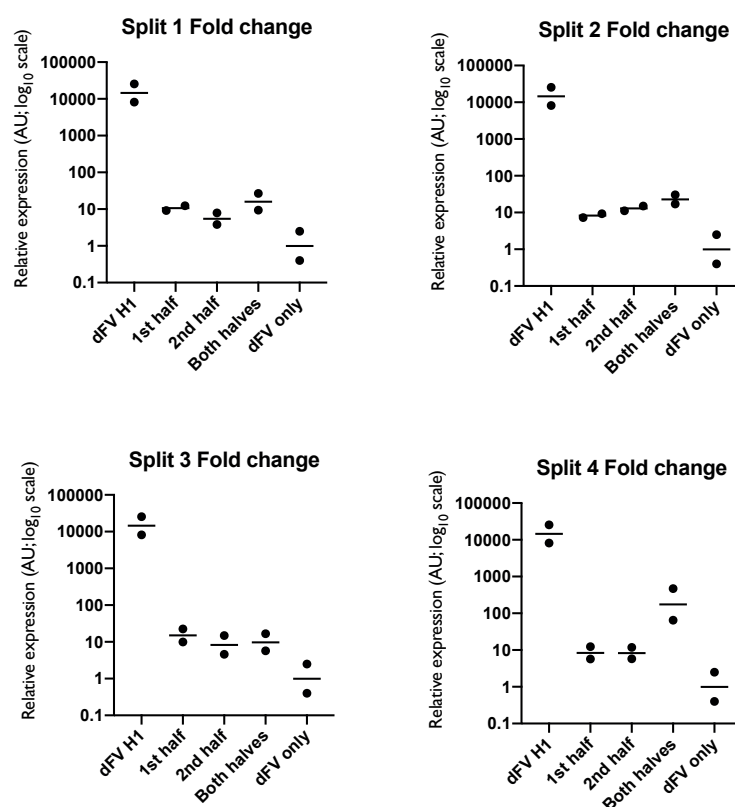 Split 1 Fold change
Relative expression (AU; log10 scale)
100000
10000
1000
100
10
1
0.1
dFV H1
1st half
2nd half
Both halves
dFV only
Split 2 Fold change
Relative expression (AU; log10 scale)
100000
10000
1000
100
10
1
0.1
dFV H1
1st half
2nd half
Both halves
dFV only
Split 3 Fold change
Relative expression (AU; log10 scale)
100000
10000
1000
100
10
1
0.1
dFV H1
1st half
2nd half
Both halves
dFV only
Split 4 Fold change
Relative expression (AU; log10 scale)
100000
10000
1000
100
10
1
0.1
dFV H1
1st half
2nd half
Both halves
dFV only